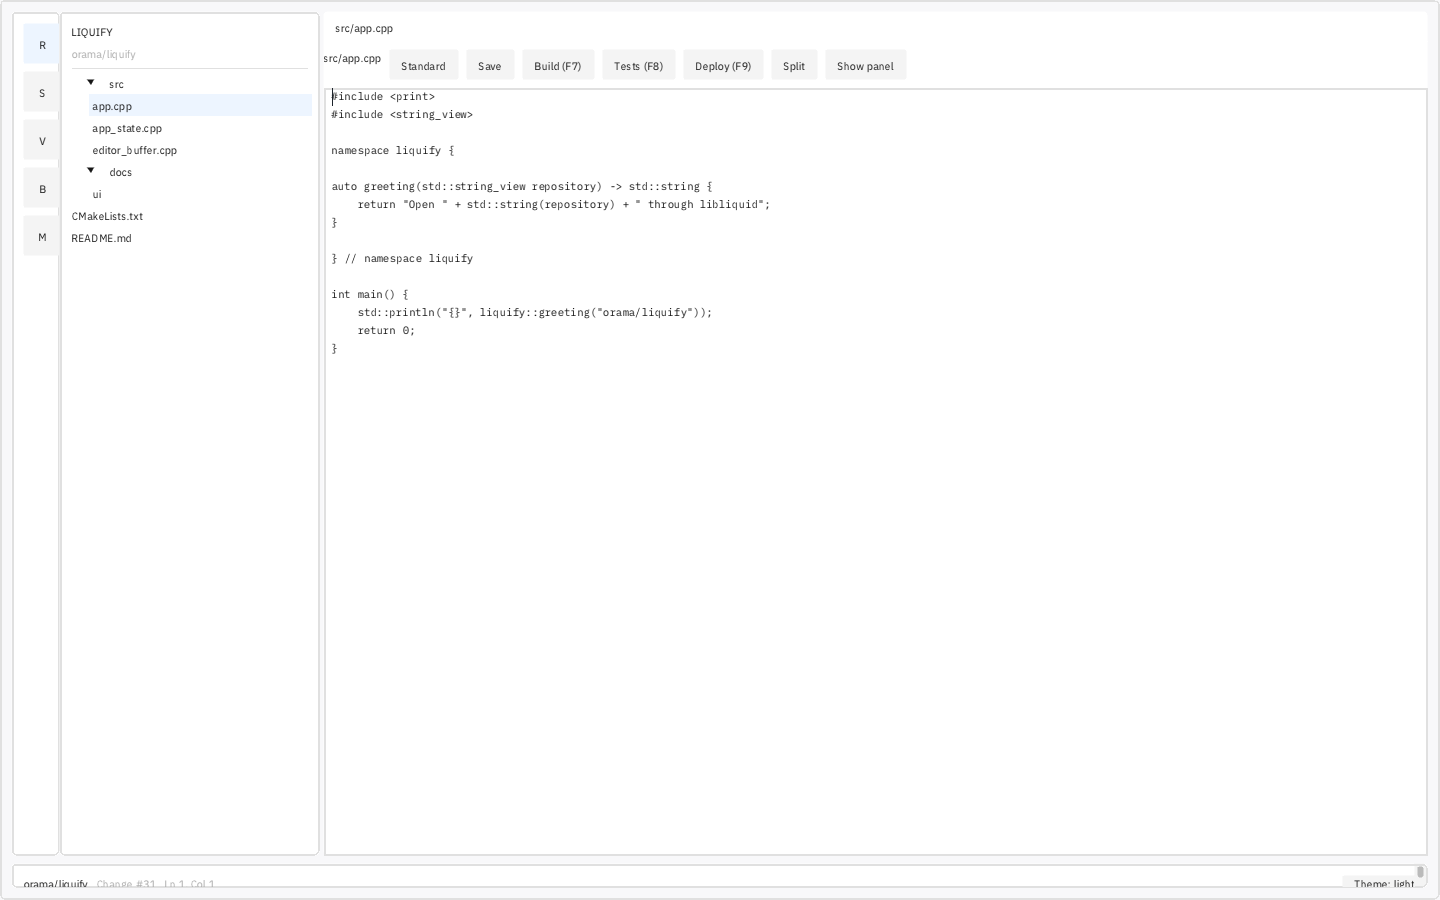 R
S
V
B
M
LIQUIFY
orama/liquify
src
app.cpp
app_state.cpp
editor_buffer.cpp
docs
ui
CMakeLists.txt
README.md
src/app.cpp
src/app.cpp Standard Save Build (F7) Tests (F8) Deploy (F9) Split Show panel
#include <print>
#include <string_view>
namespace liquify {
auto greeting(std::string_view repository) -> std::string {
    return "Open " + std::string(repository) + " through libliquid";
}
} // namespace liquify
int main() {
    std::println("{}", liquify::greeting("orama/liquify"));
    return 0;
}
orama/liquify Change #31 Ln 1, Col 1 Theme: light